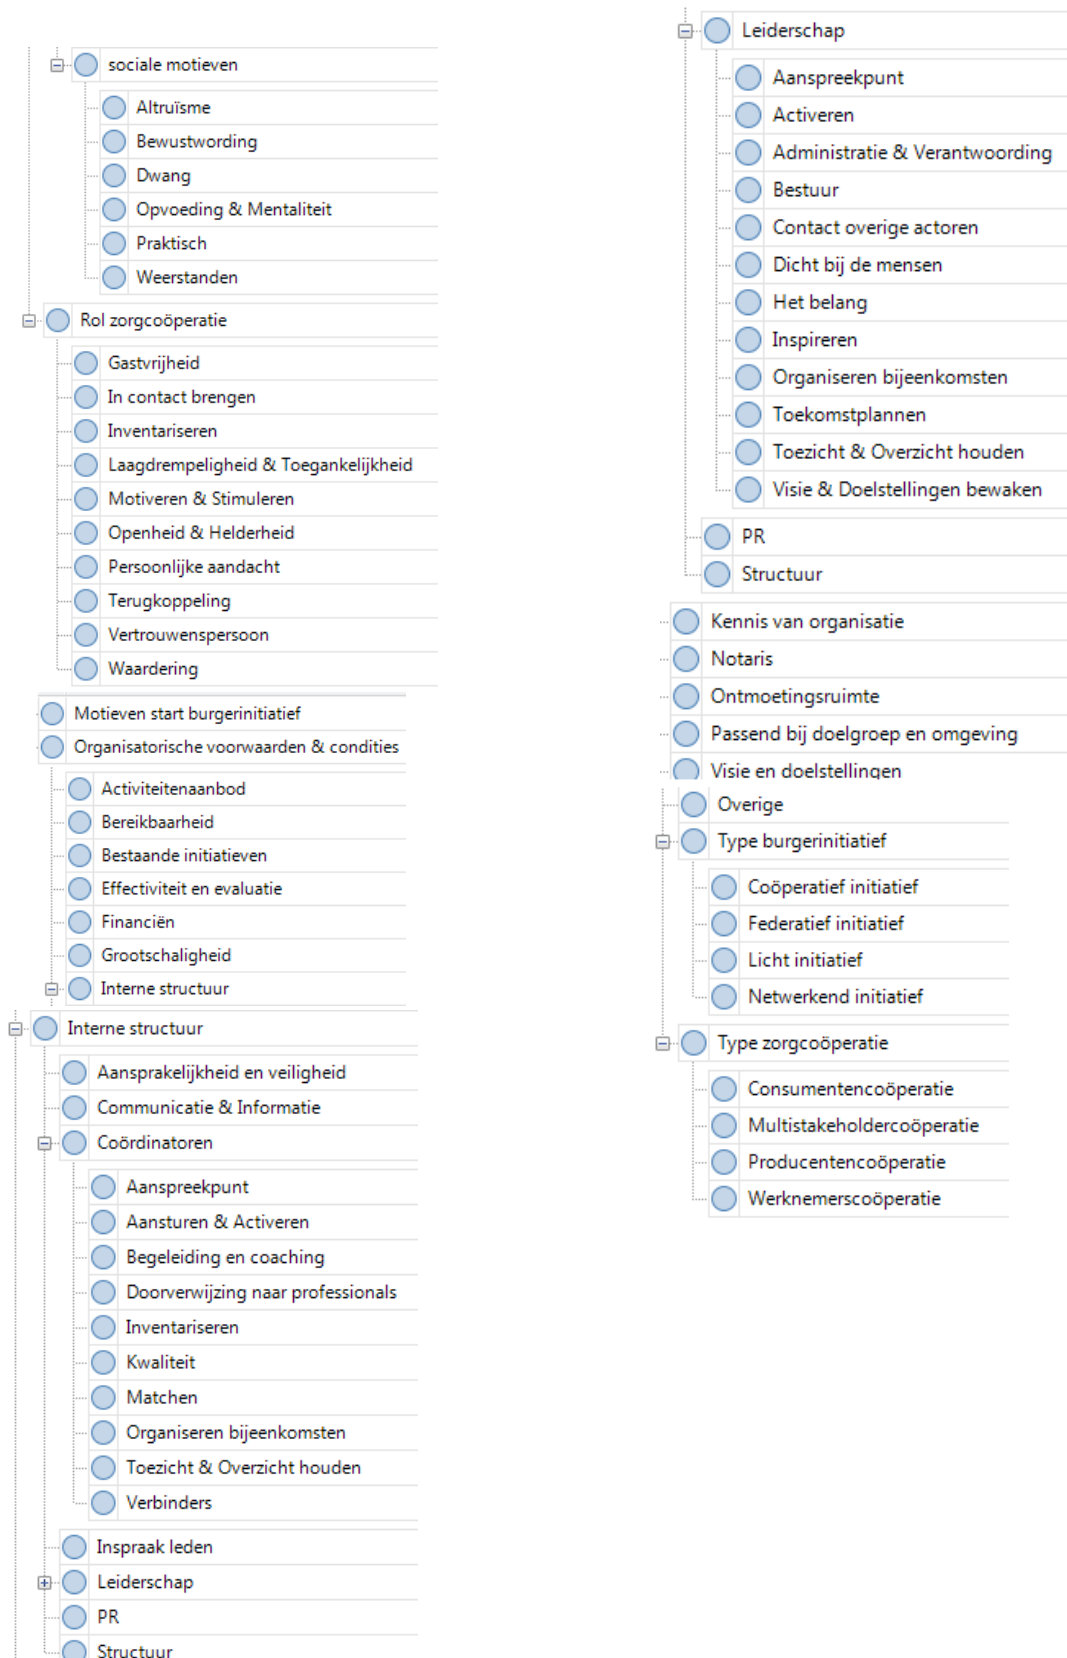 sociale motieven
Altruïsme
Bewustwording
Dwang
Opvoeding & Mentaliteit
Praktisch
Weerstanden
Rol zorgcoöperatie
Gastvrijheid
In contact brengen
Inventariseren
Laagdrempeligheid & Toegankelijkheid
Motiveren & Stimuleren
Openheid & Helderheid
Persoonlijke aandacht
Terugkoppeling
Vertrouwenspersoon
Waardering
Motieven start burgerinitiatief
Organisatorische voorwaarden & condities
Activiteitenaanbod
Bereikbaarheid
Bestaande initiatieven
Effectiviteit en evaluatie
Financiën
Grootschaligheid
Interne structuur
Interne structuur
Aansprakelijkheid en veiligheid
Communicatie & Informatie
Coördinatoren
Aanspreekpunt
Aansturen & Activeren
Begeleiding en coaching
Doorverwijzing naar professionals
Inventariseren
Kwaliteit
Matchen
Organiseren bijeenkomsten
Toezicht & Overzicht houden
Verbinders
Inspraak leden
Leiderschap
PR
Structuur
Leiderschap
Aanspreekpunt
Activeren
Administratie & Verantwoording
Bestuur
Contact overige actoren
Dicht bij de mensen
Het belang
Inspireren
Organiseren bijeenkomsten
Toekomstplannen
Toezicht & Overzicht houden
Visie & Doelstellingen bewaken
PR
Structuur
Kennis van organisatie
Notaris
Ontmoetingsruimte
Passend bij doelgroep en omgeving
Visie en doelstellingen
Overige
Type burgerinitiatief
Coöperatief initiatief
Federatief initiatief
Licht initiatief
Netwerkend initiatief
Type zorgcoöperatie
Consumentencoöperatie
Multistakeholdercoöperatie
Producentencoöperatie
Werknemerscoöperatie